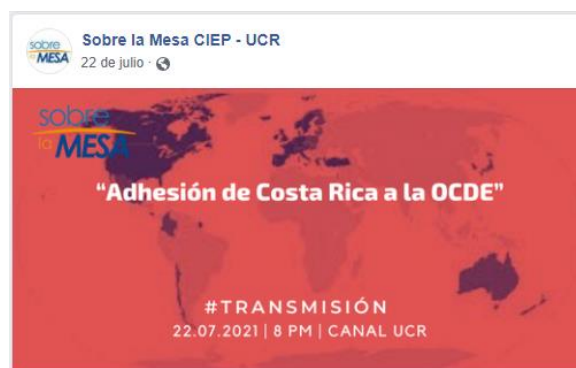 sobre
la MESA
Sobre la Mesa CIEP - UCR
22 de julio
sobre
la MESA
“Adhesión de Costa Rica a la OCDE”
#TRANSMISIÓN
22.07.2021 | 8 PM | CANAL UCR